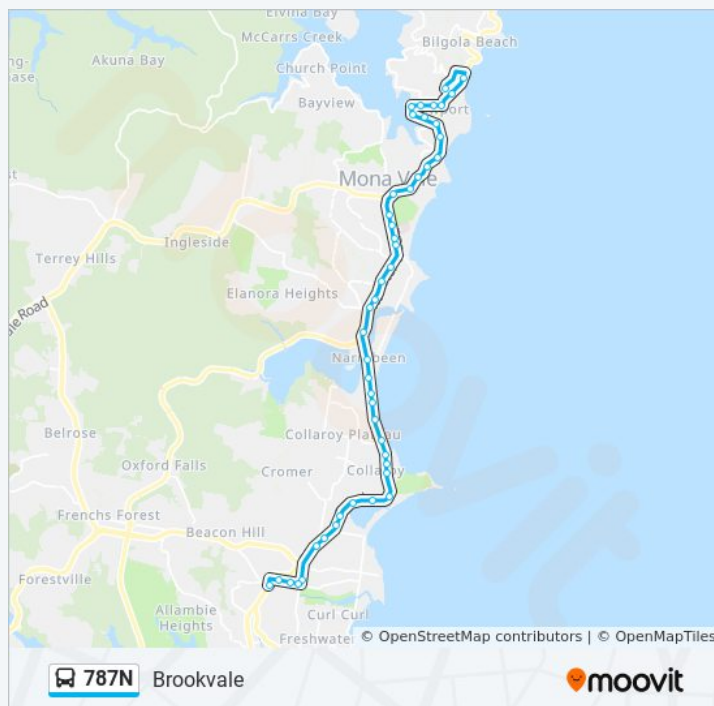 Elvina Bay
McCarrs Creek
Bilgola Beach
Akuna Bay
Church Point
Bayview
Mona Vale
Ingleside
Terrey Hills
Elanora Heights
Road
Narrabeen
Collaroy Plateau
Belrose
Oxford Falls
Cromer
Collaroy
Frenchs Forest
Beacon Hill
Forestville
Allambie
Heights
Curl Curl
Freshwater
© OpenStreetMap contributors | © OpenMapTiles
787N Brookvale
moovit